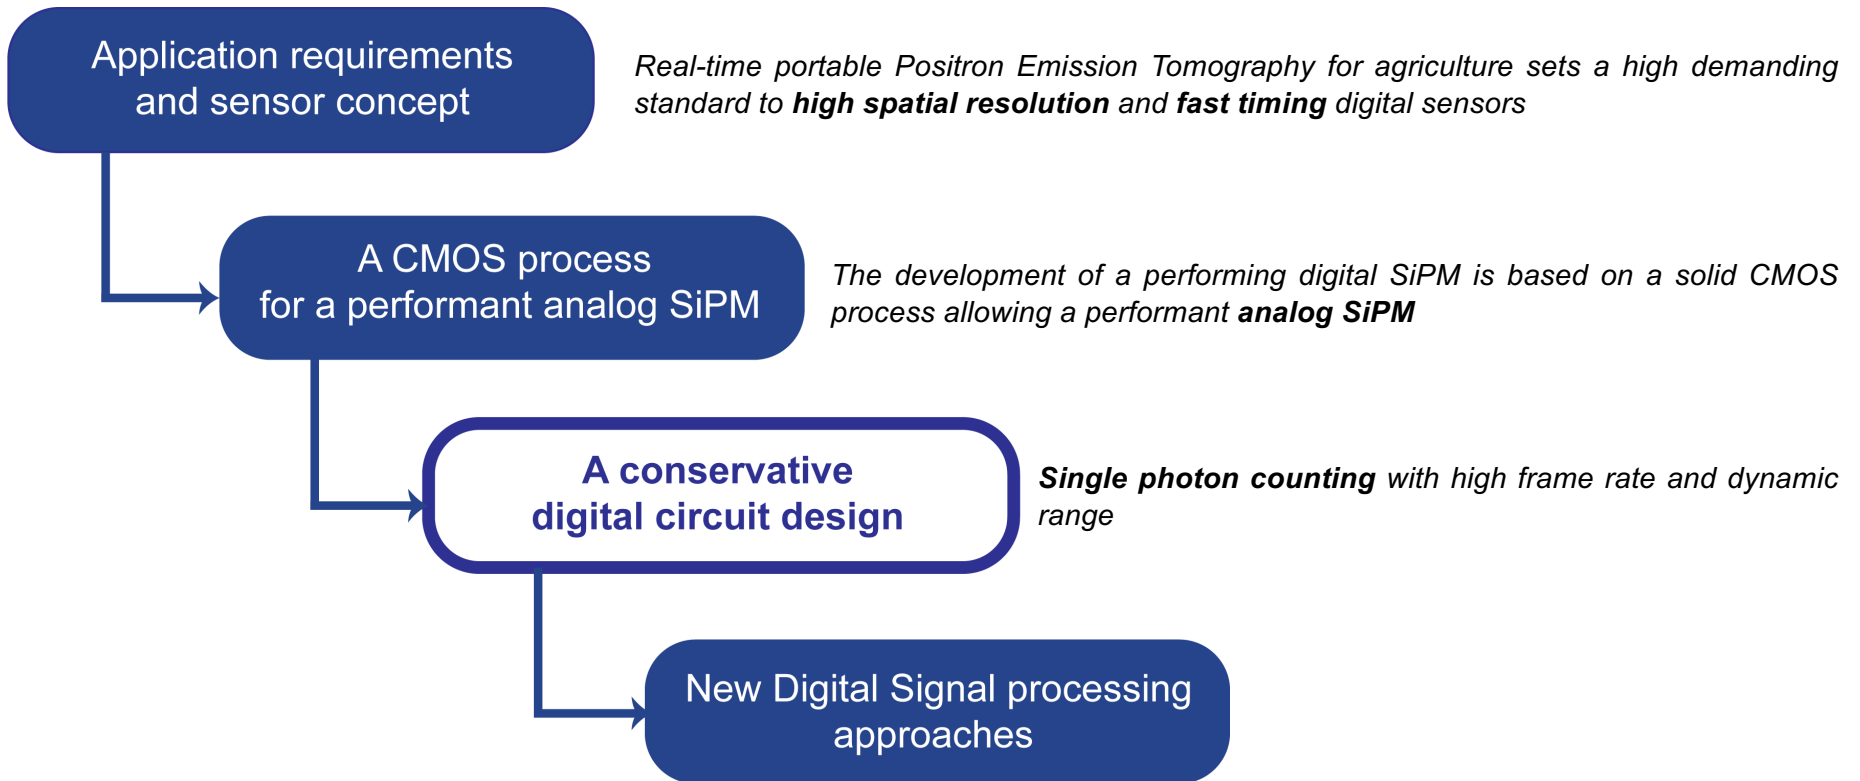 Application requirements
and sensor concept
Real-time portable Positron Emission Tomography for agriculture sets a high demanding
standard to high spatial resolution and fast timing digital sensors
A CMOS process
for a performant analog SiPM
The development of a performing digital SiPM is based on a solid CMOS
process allowing a performant analog SiPM
A conservative
digital circuit design
Single photon counting with high frame rate and dynamic
range
New Digital Signal processing
approaches